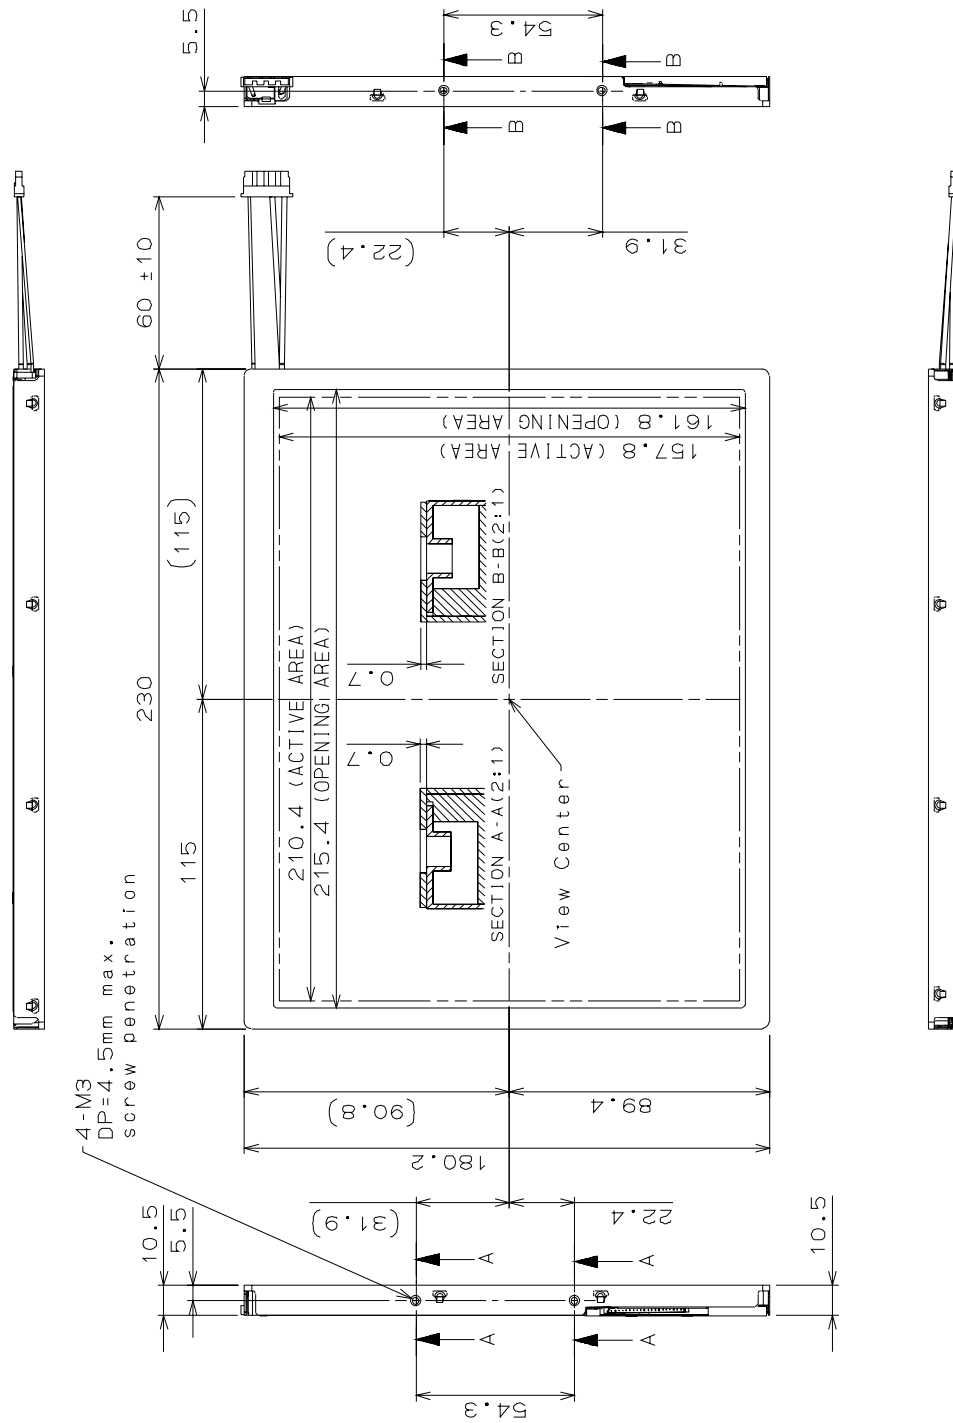 5.5
54.3
B
B
B
B
(22.4)
31.9
60 ±10
161.8 (OPENING AREA)
157.8 (ACTIVE AREA)
(115)
230
115
210.4 (ACTIVE AREA)
215.4 (OPENING AREA)
0.7
SECTION B-B(2:1)
0.7
SECTION A-A(2:1)
View Center
4-M3
DP=4.5mm max.
screw penetration
(90.8)
89.4
180.2
(31.9)
22.4
10.5
5.5
10.5
A
A
A
A
54.3